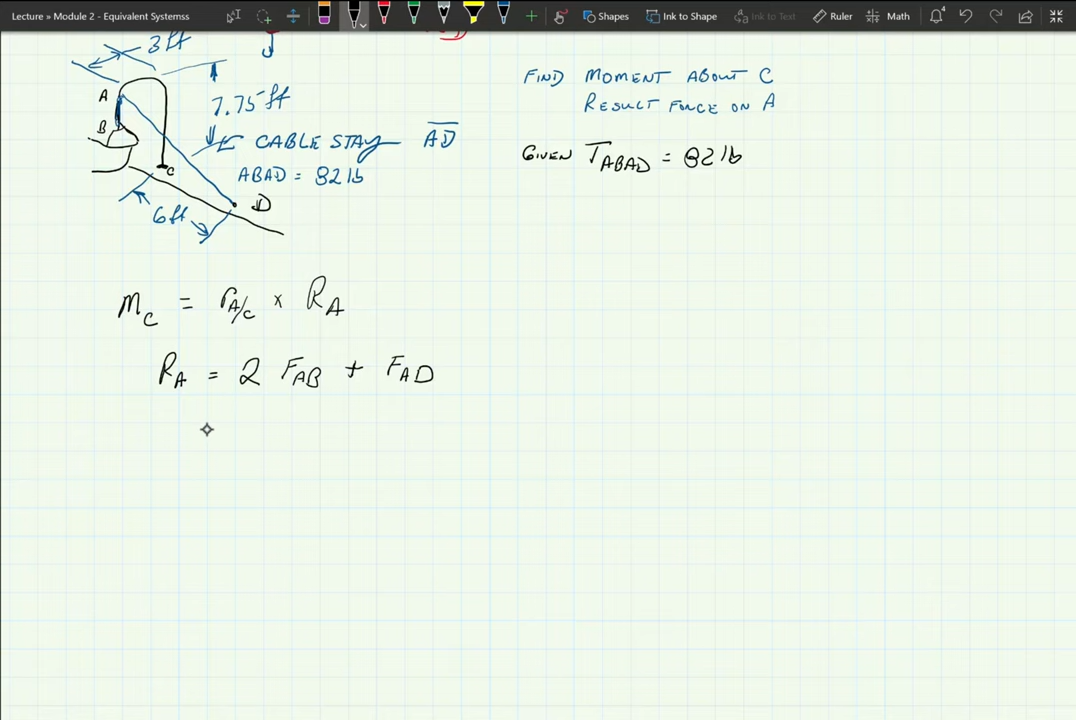 Lecture » Module 2 - Equivalent Systemss
Shapes
Ink to Shape
Ink to Text
Ruler
Math
4
3 ft
A
7.75 ft
B
CABLE STAY AD
C
ABAD = 82 lb
D
6 ft
FIND MOMENT ABOUT C
RESULT FORCE ON A
GIVEN TABAD = 82 lb
MC = rA/C × RA
RA = 2 FAB + FAD